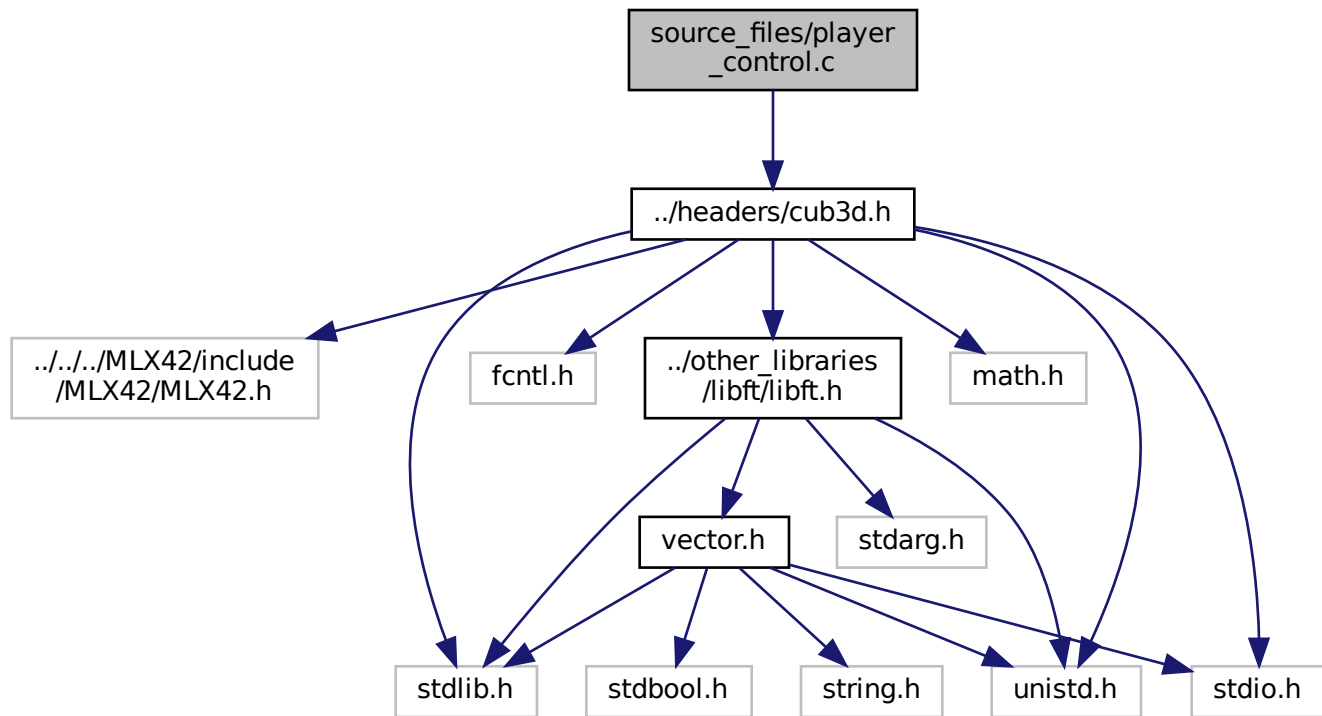 source_files/player
_control.c
../headers/cub3d.h
../../../MLX42/include
/MLX42/MLX42.h
fcntl.h
../other_libraries
/libft/libft.h
math.h
vector.h
stdarg.h
stdlib.h
stdbool.h
string.h
unistd.h
stdio.h